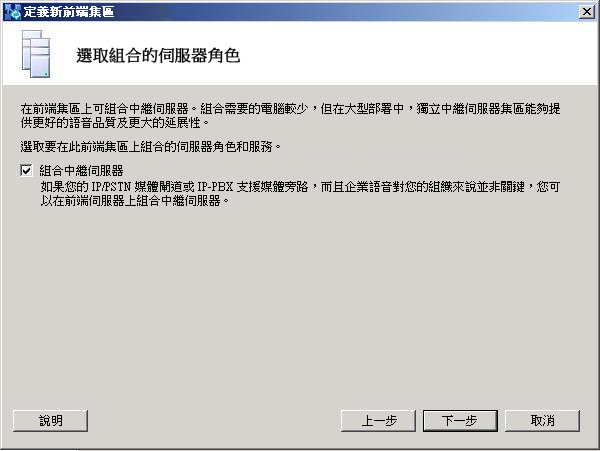 定義新前端集區
選取組合的伺服器角色
在前端集區上可組合中繼伺服器。組合需要的電腦較少，但在大型部署中，獨立中繼伺服器集區能夠提
供更好的語音品質及更大的延展性。
選取要在此前端集區上組合的伺服器角色和服務。
組合中繼伺服器
如果您的 IP/PSTN 媒體閘道或 IP-PBX 支援媒體旁路，而且企業語音對您的組織來說並非關鍵，您可
以在前端伺服器上組合中繼伺服器。
說明
上一步
下一步
取消